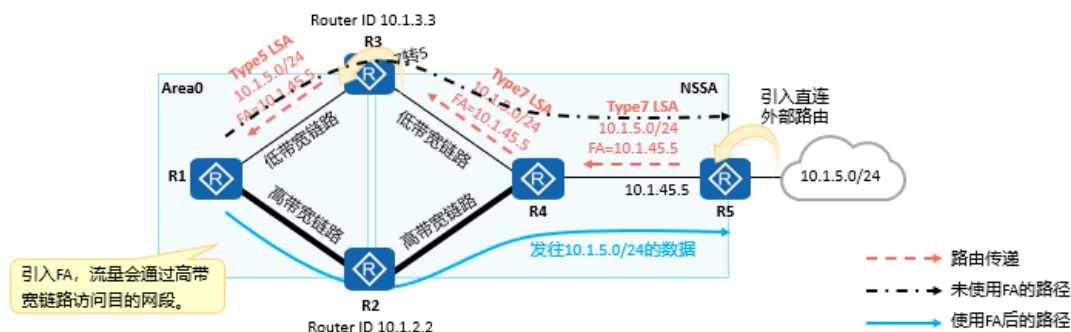 Router ID 10.1.3.3
R3
7转5
Area0
NSSA
Type5 LSA
10.1.5.0/24
FA=10.1.45.5
Type7 LSA
10.1.5.0/24
FA=10.1.45.5
Type7 LSA
10.1.5.0/24
FA=10.1.45.5
引入直连
外部路由
低带宽链路
低带宽链路
R1
R4
10.1.45.5
R5
10.1.5.0/24
高带宽链路
高带宽链路
发往10.1.5.0/24的数据
引入FA，流量会通过高带
宽链路访问目的网段。
R2
Router ID 10.1.2.2
路由传递
未使用FA的路径
使用FA后的路径